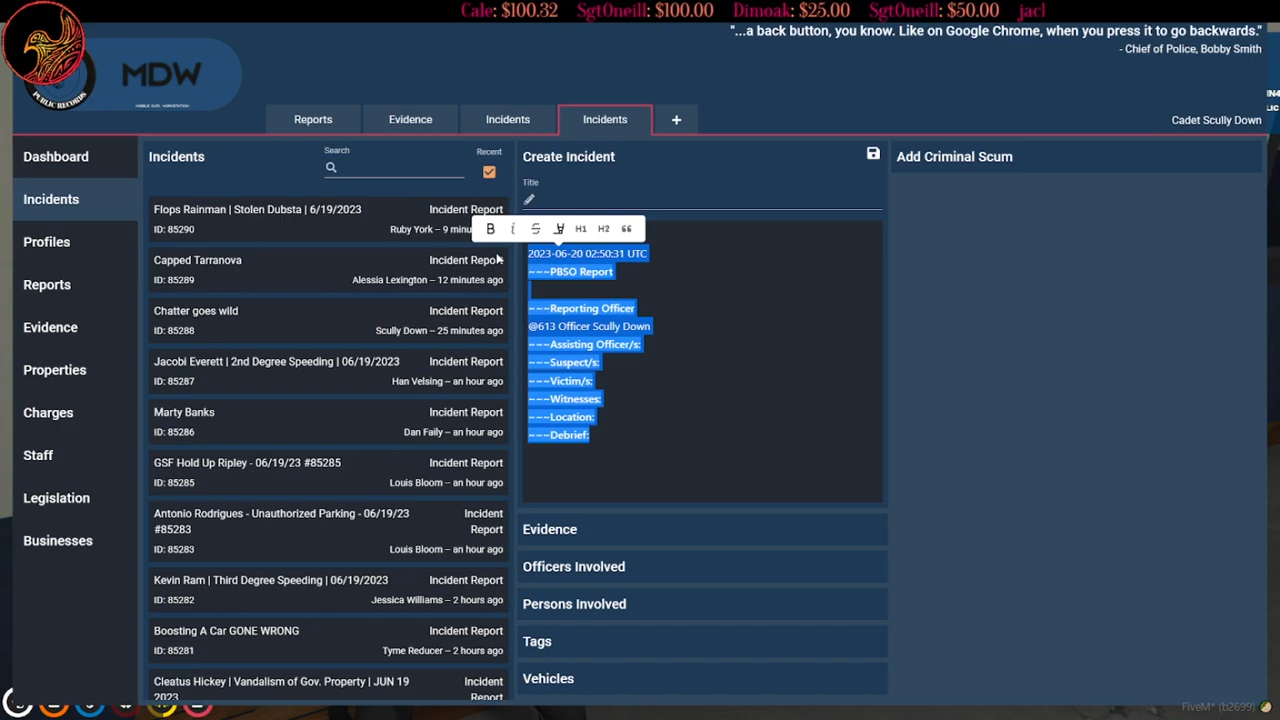 Cale: $100.32 SgtOneill: $100.00 Dimoak: $25.00 SgtOneill: $50.00 jacl
"...a back button, you know. Like on Google Chrome, when you press it to go backwards."
- Chief of Police, Bobby Smith
MDW
PUBLIC RECORDS
MOBILE DATA WORKSTATION
Reports
Evidence
Incidents
Incidents
+
Cadet Scully Down
Dashboard
Incidents
Profiles
Reports
Evidence
Properties
Charges
Staff
Legislation
Businesses
Incidents
Search
Recent
Flops Rainman | Stolen Dubsta | 6/19/2023 Incident Report
ID: 85290 Ruby York – 9 minu
Capped Tarranova Incident Report
ID: 85289 Alessia Lexington – 12 minutes ago
Chatter goes wild Incident Report
ID: 85288 Scully Down – 25 minutes ago
Jacobi Everett | 2nd Degree Speeding | 06/19/2023 Incident Report
ID: 85287 Han Velsing – an hour ago
Marty Banks Incident Report
ID: 85286 Dan Faily – an hour ago
GSF Hold Up Ripley - 06/19/23 #85285 Incident Report
ID: 85285 Louis Bloom – an hour ago
Antonio Rodrigues - Unauthorized Parking - 06/19/23 Incident
#85283 Report
ID: 85283 Louis Bloom – an hour ago
Kevin Ram | Third Degree Speeding | 06/19/2023 Incident Report
ID: 85282 Jessica Williams – 2 hours ago
Boosting A Car GONE WRONG Incident Report
ID: 85281 Tyme Reducer – 2 hours ago
Cleatus Hickey | Vandalism of Gov. Property | JUN 19 Incident
2023 Report
Create Incident
Title
B i S H1 H2 “
2023-06-20 02:50:31 UTC
~~~PBSO Report
~~~Reporting Officer
@613 Officer Scully Down
~~~Assisting Officer/s:
~~~Suspect/s:
~~~Victim/s:
~~~Witnesses:
~~~Location:
~~~Debrief:
Evidence
Officers Involved
Persons Involved
Tags
Vehicles
Add Criminal Scum
FiveM* (b2699)